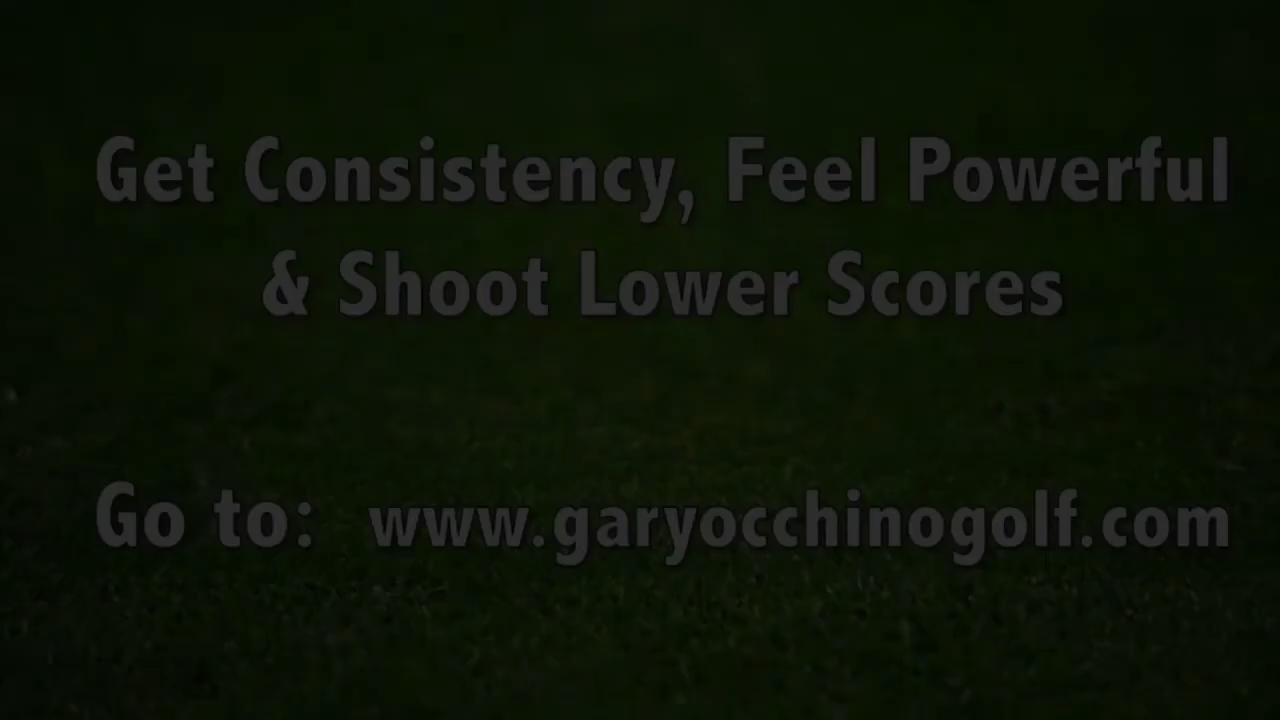 Get Consistency, Feel Powerful
& Shoot Lower Scores
Go to: www.garyocchinogolf.com